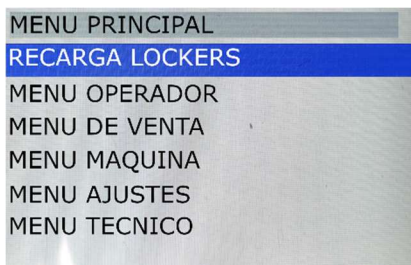 MENU PRINCIPAL
RECARGA LOCKERS
MENU OPERADOR
MENU DE VENTA
MENU MAQUINA
MENU AJUSTES
MENU TECNICO